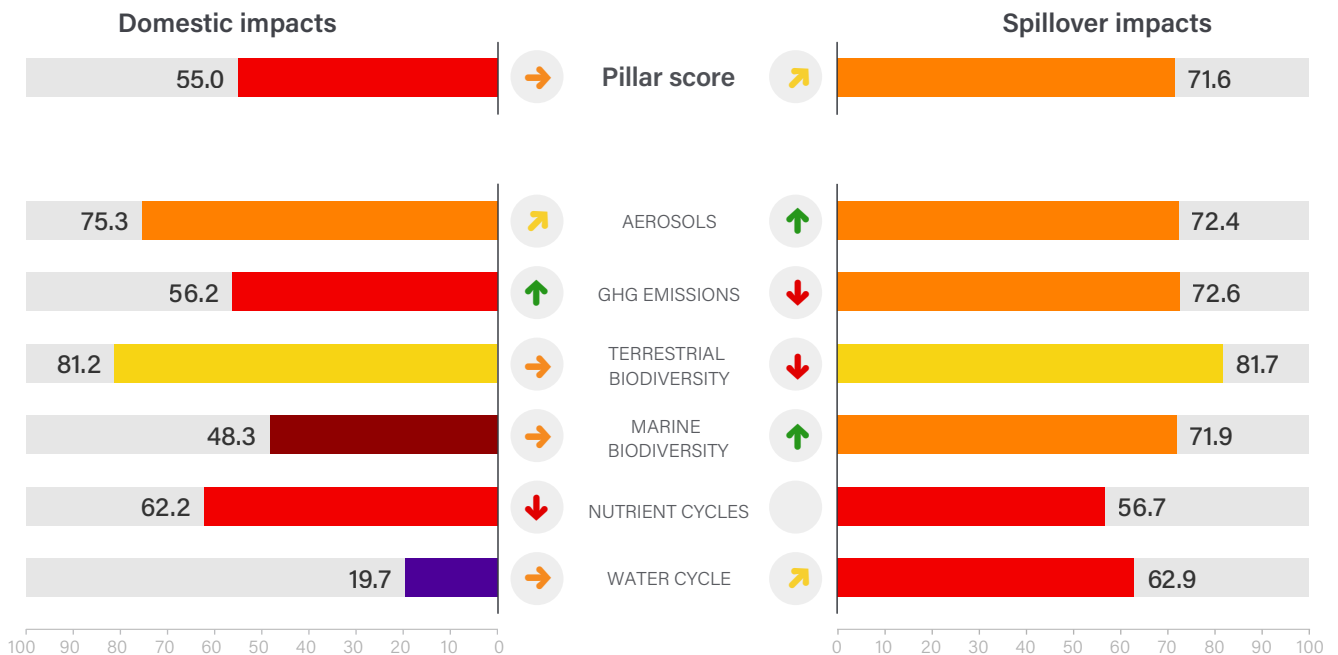 Domestic impacts
Spillover impacts
55.0
Pillar score
71.6
75.3
AEROSOLS
72.4
56.2
GHG EMISSIONS
72.6
81.2
TERRESTRIAL
BIODIVERSITY
81.7
48.3
MARINE
BIODIVERSITY
71.9
62.2
NUTRIENT CYCLES
56.7
19.7
WATER CYCLE
62.9
100 90 80 70 60 50 40 30 20 10 0
0 10 20 30 40 50 60 70 80 90 100